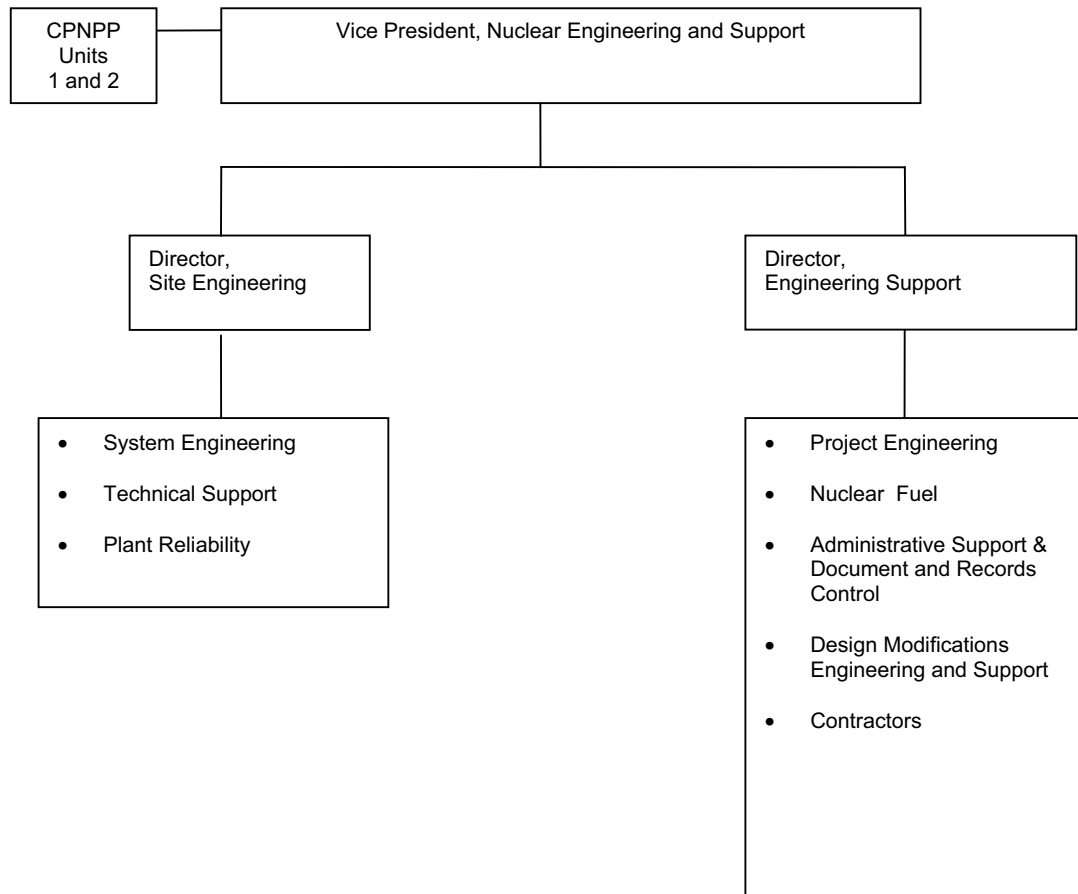 CPNPP
Units
1 and 2
Vice President, Nuclear Engineering and Support
Director,
Site Engineering
Director,
Engineering Support
• System Engineering
• Technical Support
• Plant Reliability
• Project Engineering
• Nuclear Fuel
• Administrative Support &
Document and Records
Control
• Design Modifications
Engineering and Support
• Contractors